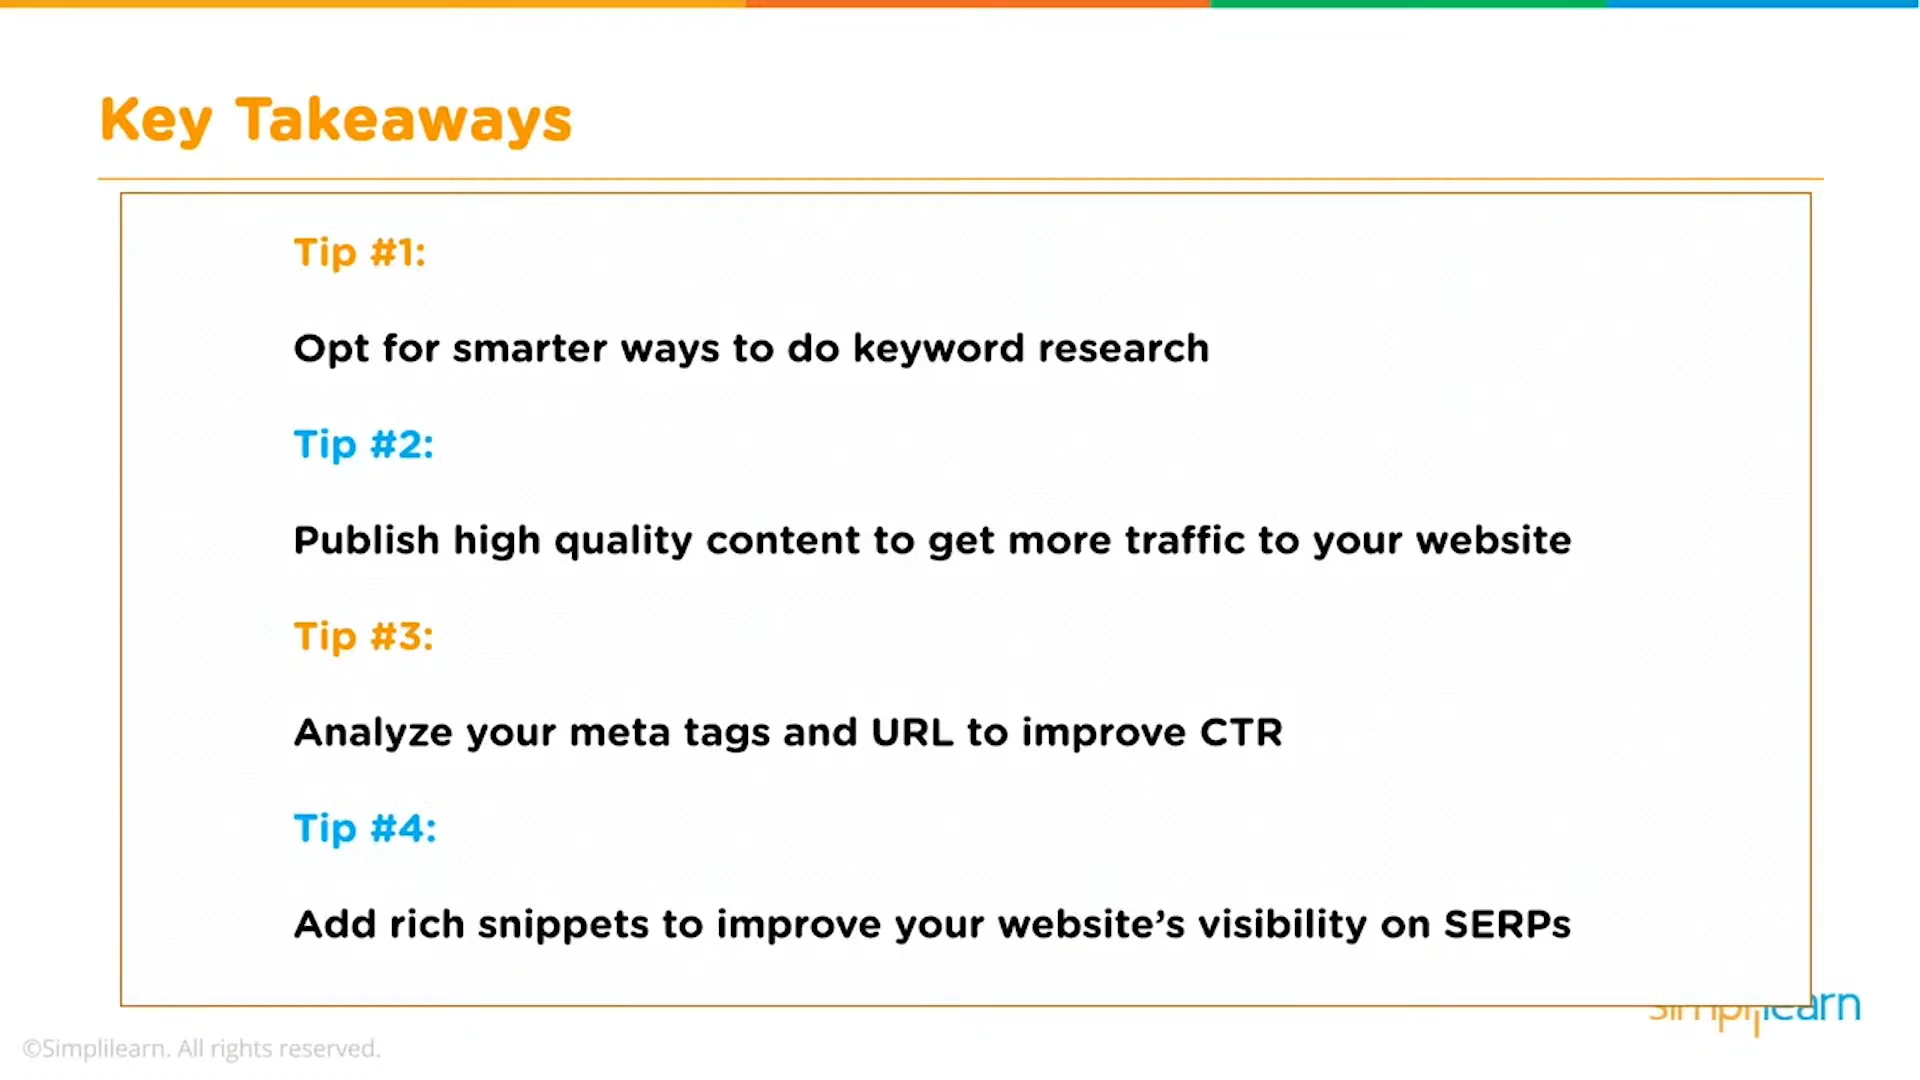 Key Takeaways
Tip #1:
Opt for smarter ways to do keyword research
Tip #2:
Publish high quality content to get more traffic to your website
Tip #3:
Analyze your meta tags and URL to improve CTR
Tip #4:
Add rich snippets to improve your website’s visibility on SERPs
simplilearn
©Simplilearn. All rights reserved.